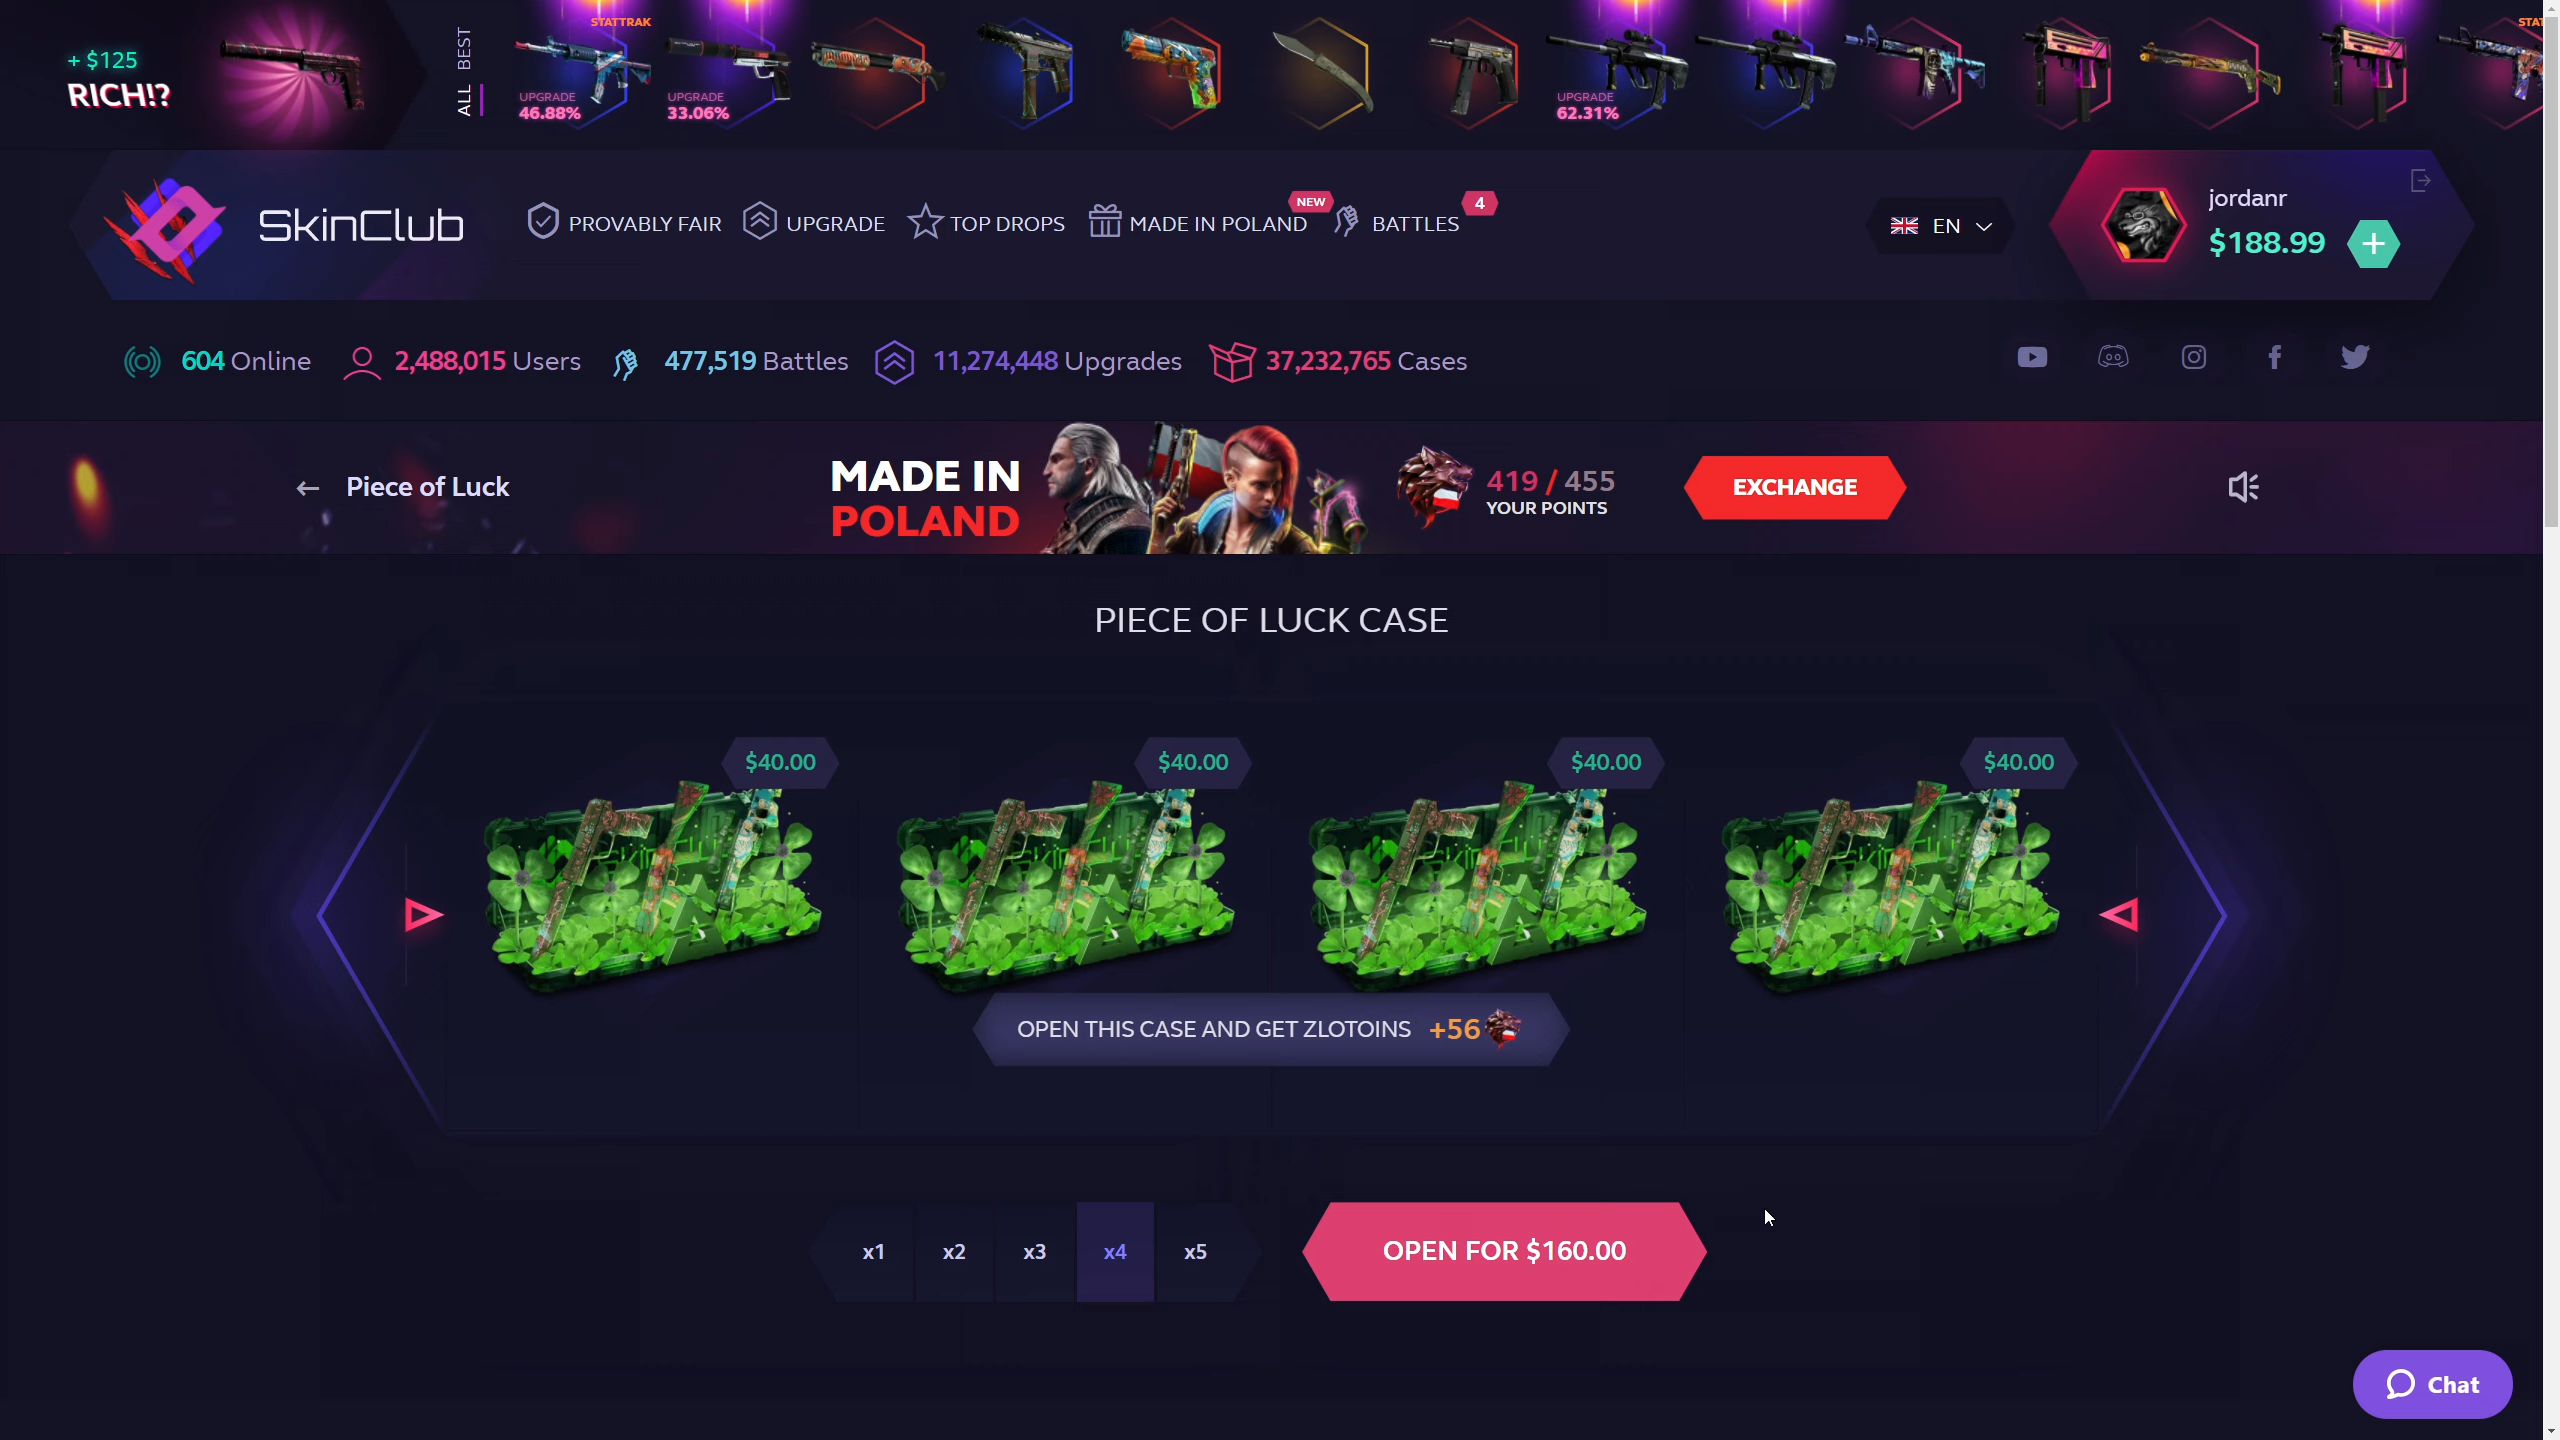 + $125
RICH!?
ALL BEST
STATTRAK
UPGRADE
46.88%
UPGRADE
33.06%
UPGRADE
62.31%
STAT
SkinClub
PROVABLY FAIR
UPGRADE
TOP DROPS
MADE IN POLAND
NEW
BATTLES
4
EN
jordanr
$188.99
604 Online
2,488,015 Users
477,519 Battles
11,274,448 Upgrades
37,232,765 Cases
← Piece of Luck
MADE IN
POLAND
419 / 455
YOUR POINTS
EXCHANGE
PIECE OF LUCK CASE
$40.00
$40.00
$40.00
$40.00
OPEN THIS CASE AND GET ZLOTOINS +56
x1
x2
x3
x4
x5
OPEN FOR $160.00
Chat